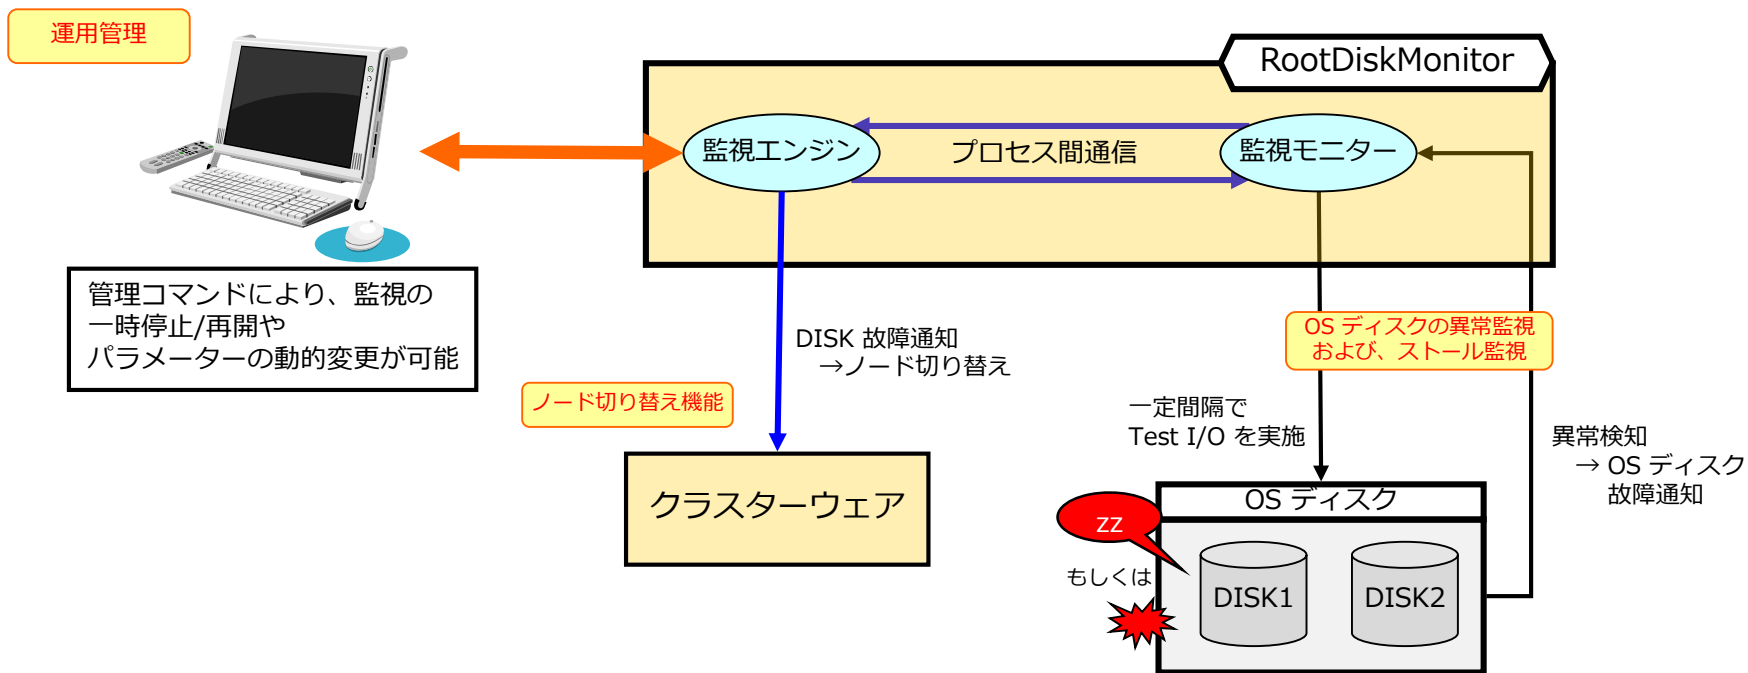 運用管理
RootDiskMonitor
監視エンジン
プロセス間通信
監視モニター
管理コマンドにより、監視の
一時停止/再開や
パラメーターの動的変更が可能
DISK 故障通知
→ノード切り替え
OS ディスクの異常監視
および、ストール監視
ノード切り替え機能
一定間隔で
Test I/O を実施
異常検知
→ OS ディスク
故障通知
クラスターウェア
OS ディスク
zz
もしくは
DISK1
DISK2